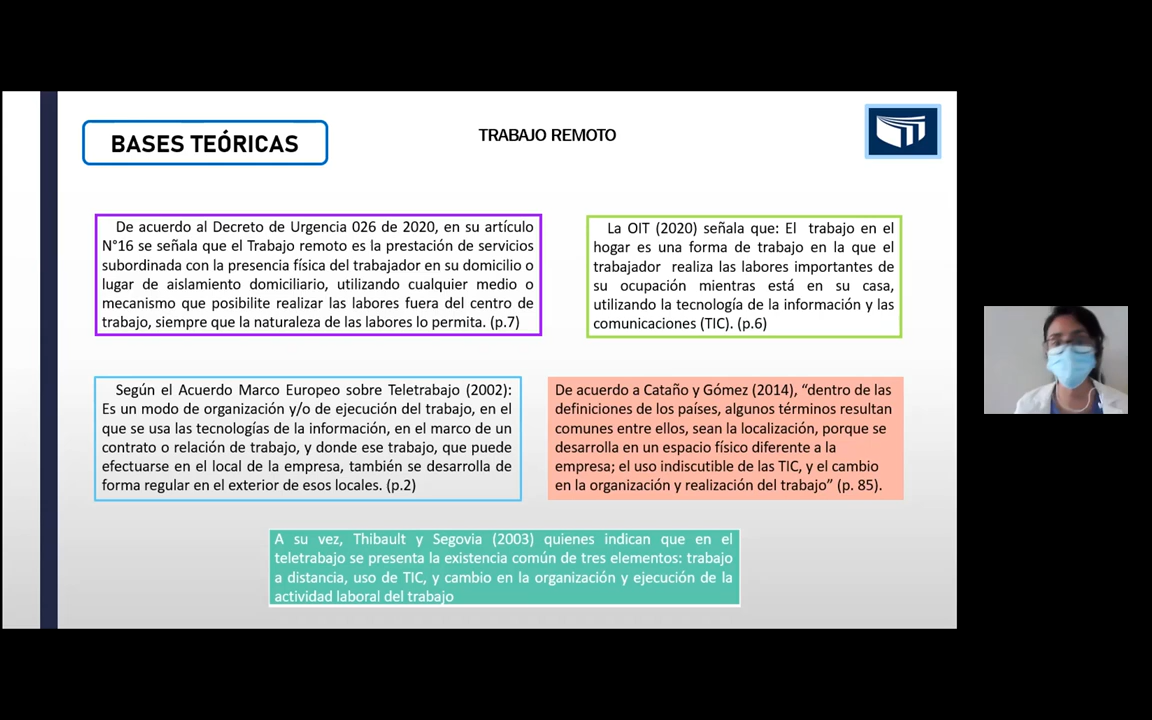 BASES TEÓRICAS
TRABAJO REMOTO
De acuerdo al Decreto de Urgencia 026 de 2020, en su artículo
N°16 se señala que el Trabajo remoto es la prestación de servicios
subordinada con la presencia física del trabajador en su domicilio o
lugar de aislamiento domiciliario, utilizando cualquier medio o
mecanismo que posibilite realizar las labores fuera del centro de
trabajo, siempre que la naturaleza de las labores lo permita. (p.7)
La OIT (2020) señala que: El trabajo en el
hogar es una forma de trabajo en la que el
trabajador realiza las labores importantes de
su ocupación mientras está en su casa,
utilizando la tecnología de la información y las
comunicaciones (TIC). (p.6)
Según el Acuerdo Marco Europeo sobre Teletrabajo (2002):
Es un modo de organización y/o de ejecución del trabajo, en el
que se usa las tecnologías de la información, en el marco de un
contrato o relación de trabajo, y donde ese trabajo, que puede
efectuarse en el local de la empresa, también se desarrolla de
forma regular en el exterior de esos locales. (p.2)
De acuerdo a Cataño y Gómez (2014), “dentro de las
definiciones de los países, algunos términos resultan
comunes entre ellos, sean la localización, porque se
desarrolla en un espacio físico diferente a la
empresa; el uso indiscutible de las TIC, y el cambio
en la organización y realización del trabajo” (p. 85).
A su vez, Thibault y Segovia (2003) quienes indican que en el
teletrabajo se presenta la existencia común de tres elementos: trabajo
a distancia, uso de TIC, y cambio en la organización y ejecución de la
actividad laboral del trabajo